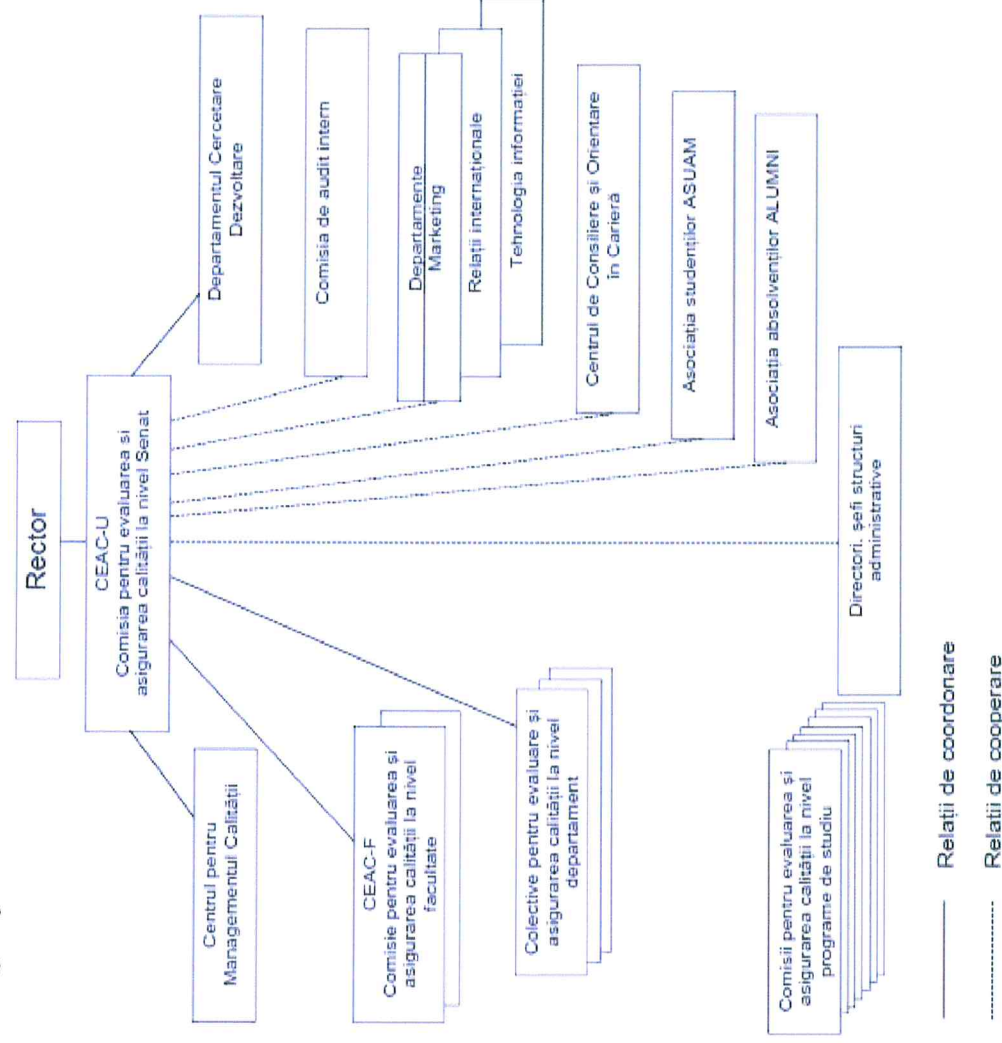 Rector
CEAC-U
Comisia pentru evaluarea si
asigurarea calității la nivel Senat
Centrul pentru
Managementul Calității
CEAC-F
Comisie pentru evaluarea și
asigurarea calității la nivel
facultate
Colective pentru evaluare și
asigurarea calității la nivel
departament
Comisii pentru evaluarea și
asigurarea calității la nivel
programe de studiu
Departamentul Cercetare
Dezvoltare
Comisia de audit intern
Departamente
Marketing
Relații internationale
Tehnologia informației
Centrul de Consiliere și Orientare
în Carieră
Asociația studenților ASUAM
Asociația absolvenților ALUMNI
Directori, șefi structuri
administrative
Relații de coordonare
Relatii de cooperare